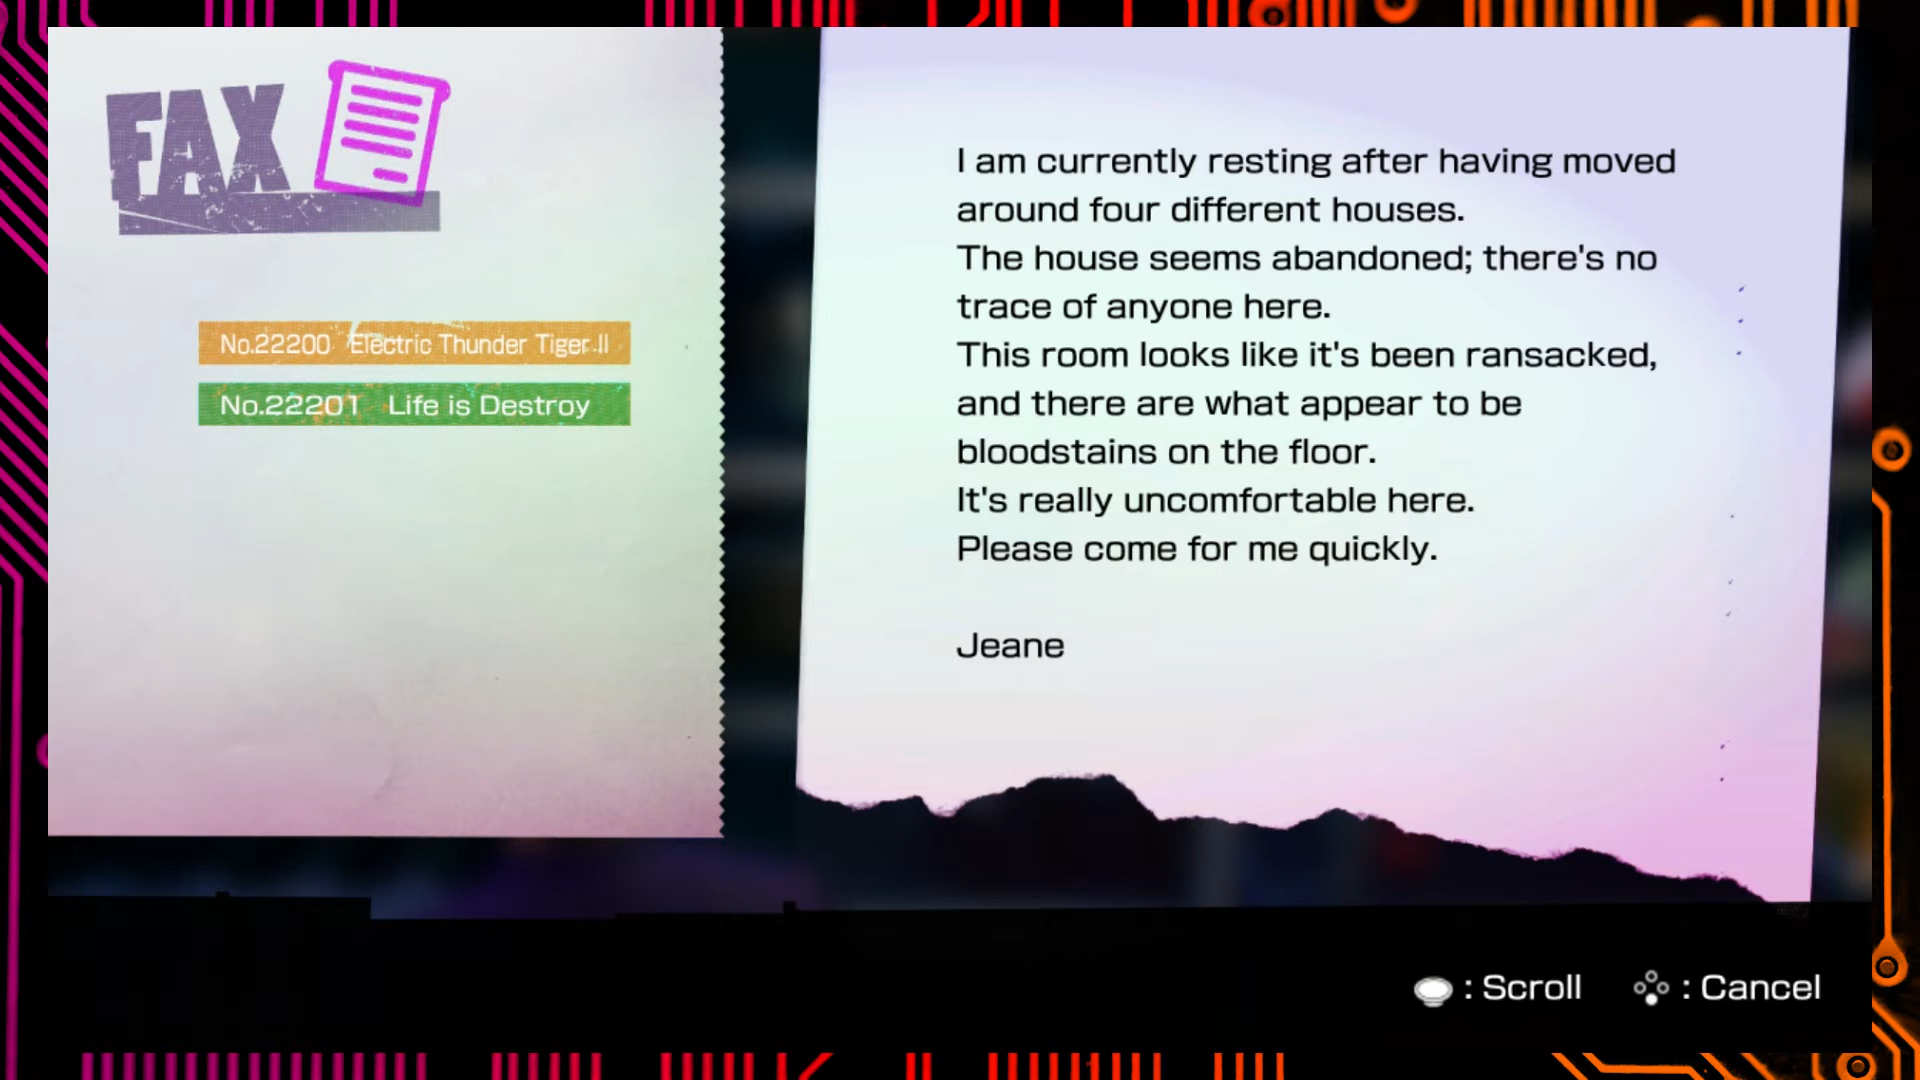 FAX
No.22200 Electric Thunder Tiger II
No.22201 Life is Destroy
I am currently resting after having moved
around four different houses.
The house seems abandoned; there's no
trace of anyone here.
This room looks like it's been ransacked,
and there are what appear to be
bloodstains on the floor.
It's really uncomfortable here.
Please come for me quickly.
Jeane
: Scroll : Cancel